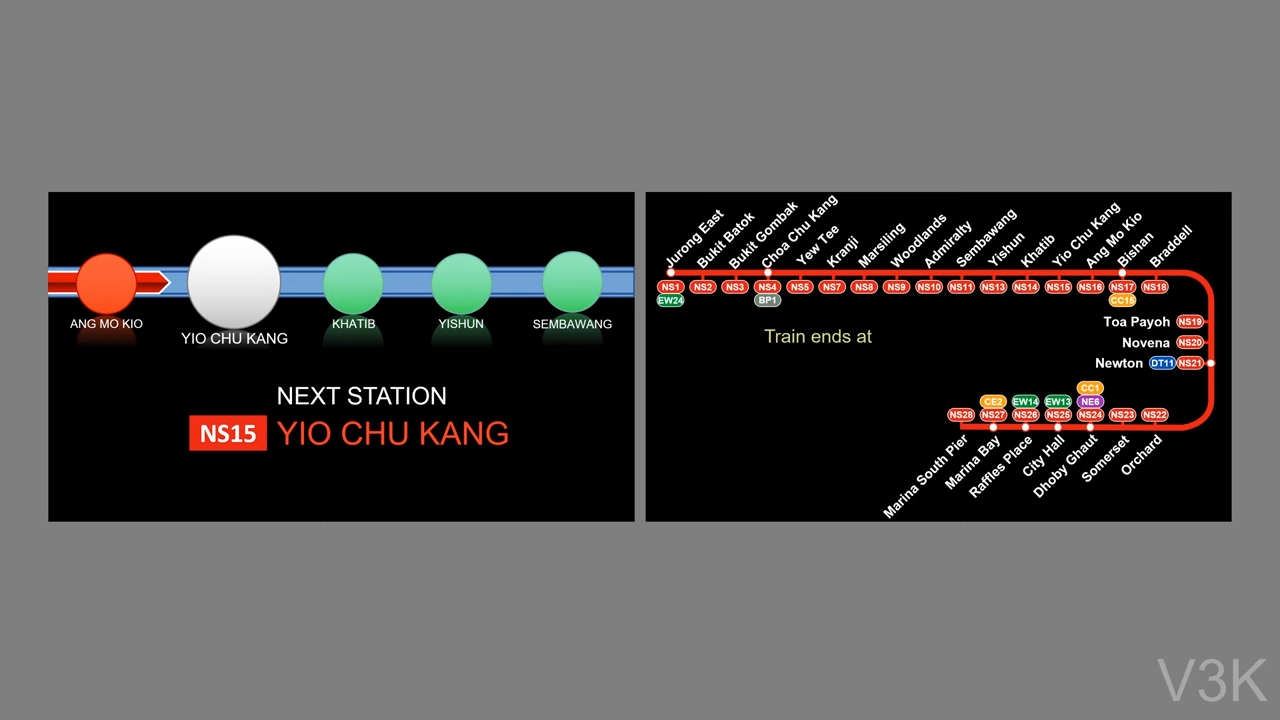 ANG MO KIO
YIO CHU KANG
KHATIB
YISHUN
SEMBAWANG
NEXT STATION
NS15 YIO CHU KANG
Jurong East
Bukit Batok
Bukit Gombak
Choa Chu Kang
Yew Tee
Kranji
Marsiling
Woodlands
Admiralty
Sembawang
Yishun
Khatib
Yio Chu Kang
Ang Mo Kio
Bishan
Braddell
NS1 NS2 NS3 NS4 NS5 NS7 NS8 NS9 NS10 NS11 NS13 NS14 NS15 NS16 NS17 NS18
EW24 BP1 CC15
Toa Payoh NS19
Train ends at
Novena NS20
Newton DT11 NS21
CC1
CE2 EW14 EW13 NE6
NS28 NS27 NS26 NS25 NS24 NS23 NS22
Marina South Pier
Marina Bay
Raffles Place
City Hall
Dhoby Ghaut
Somerset
Orchard
V3K